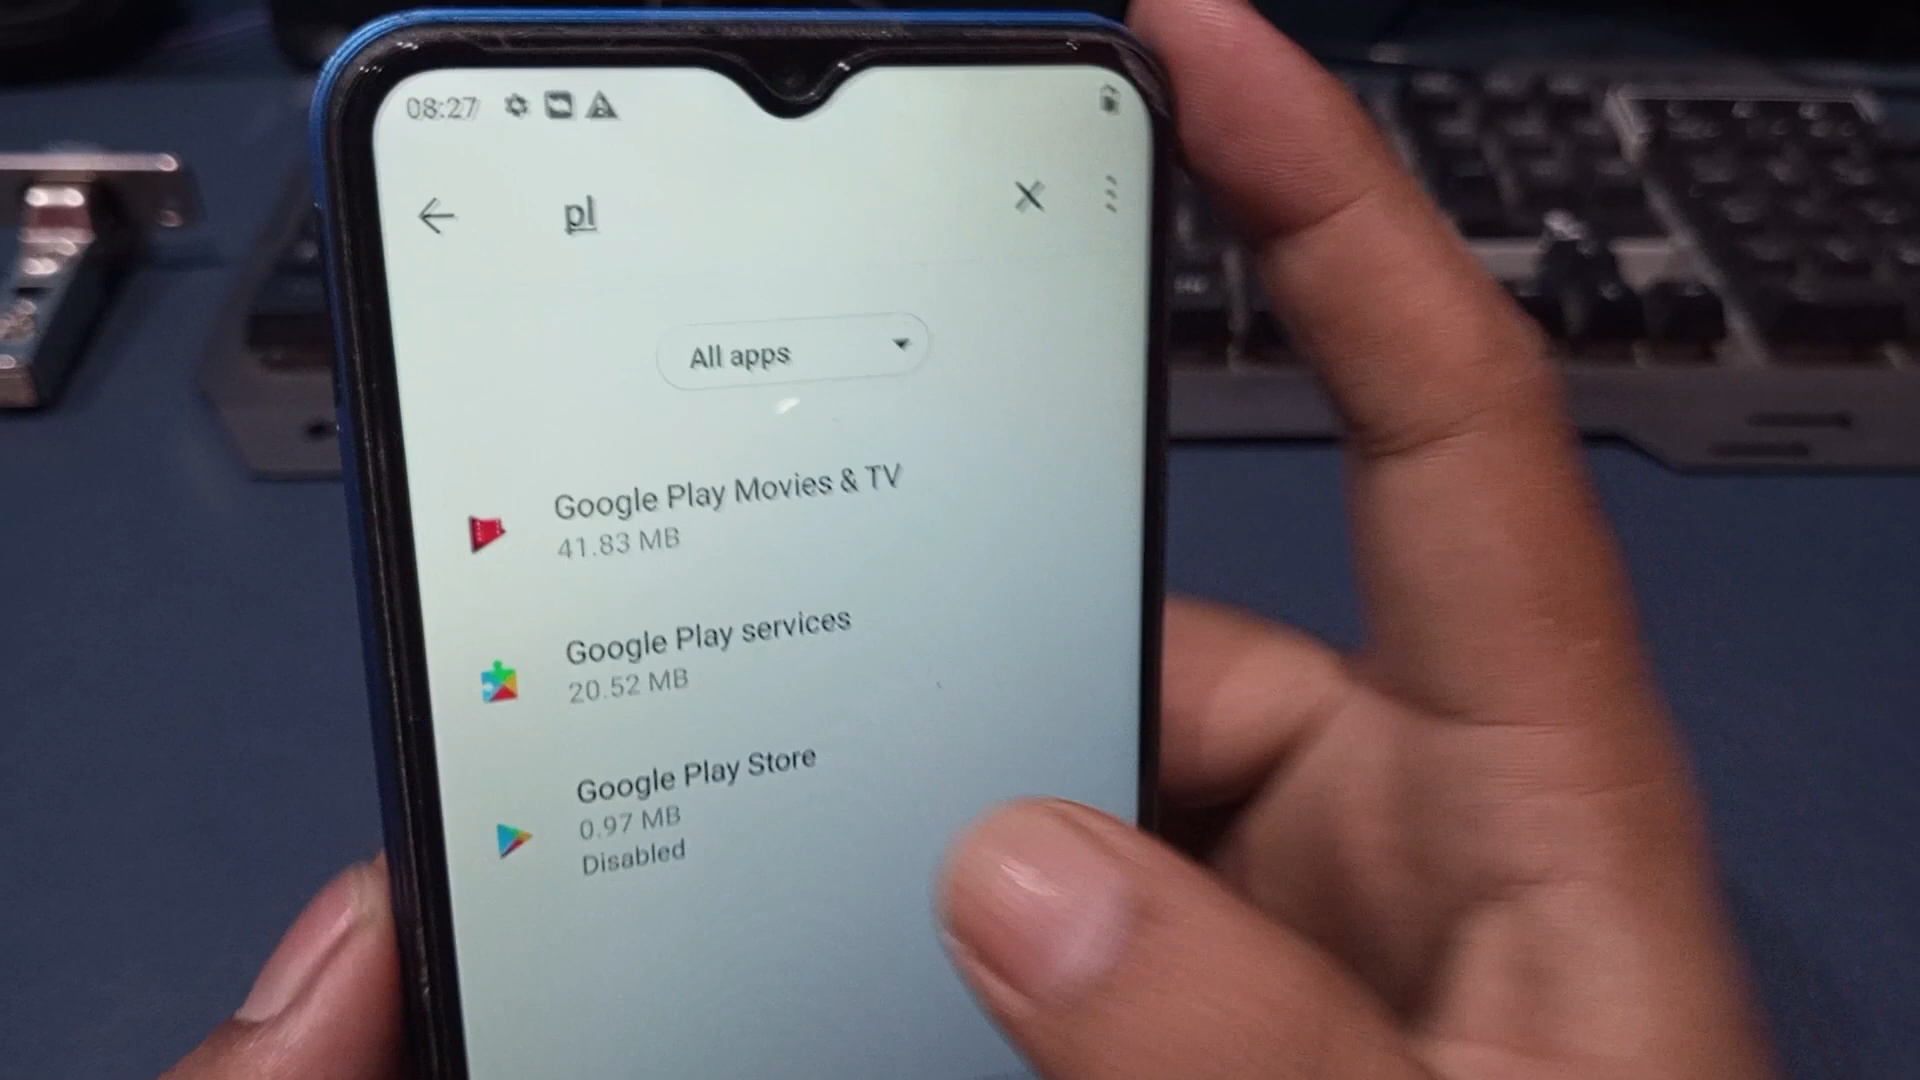 08:27
pl
All apps
Google Play Movies & TV
41.83 MB
Google Play services
20.52 MB
Google Play Store
0.97 MB
Disabled